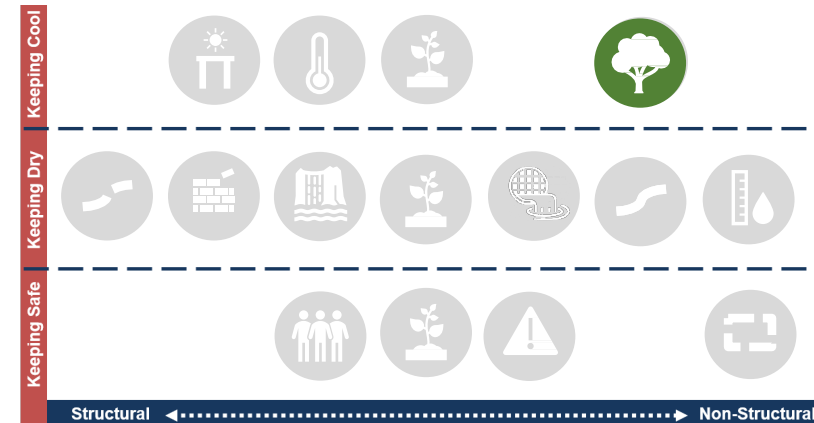 Keeping Cool
Keeping Dry
Keeping Safe
Structural
Non-Structural